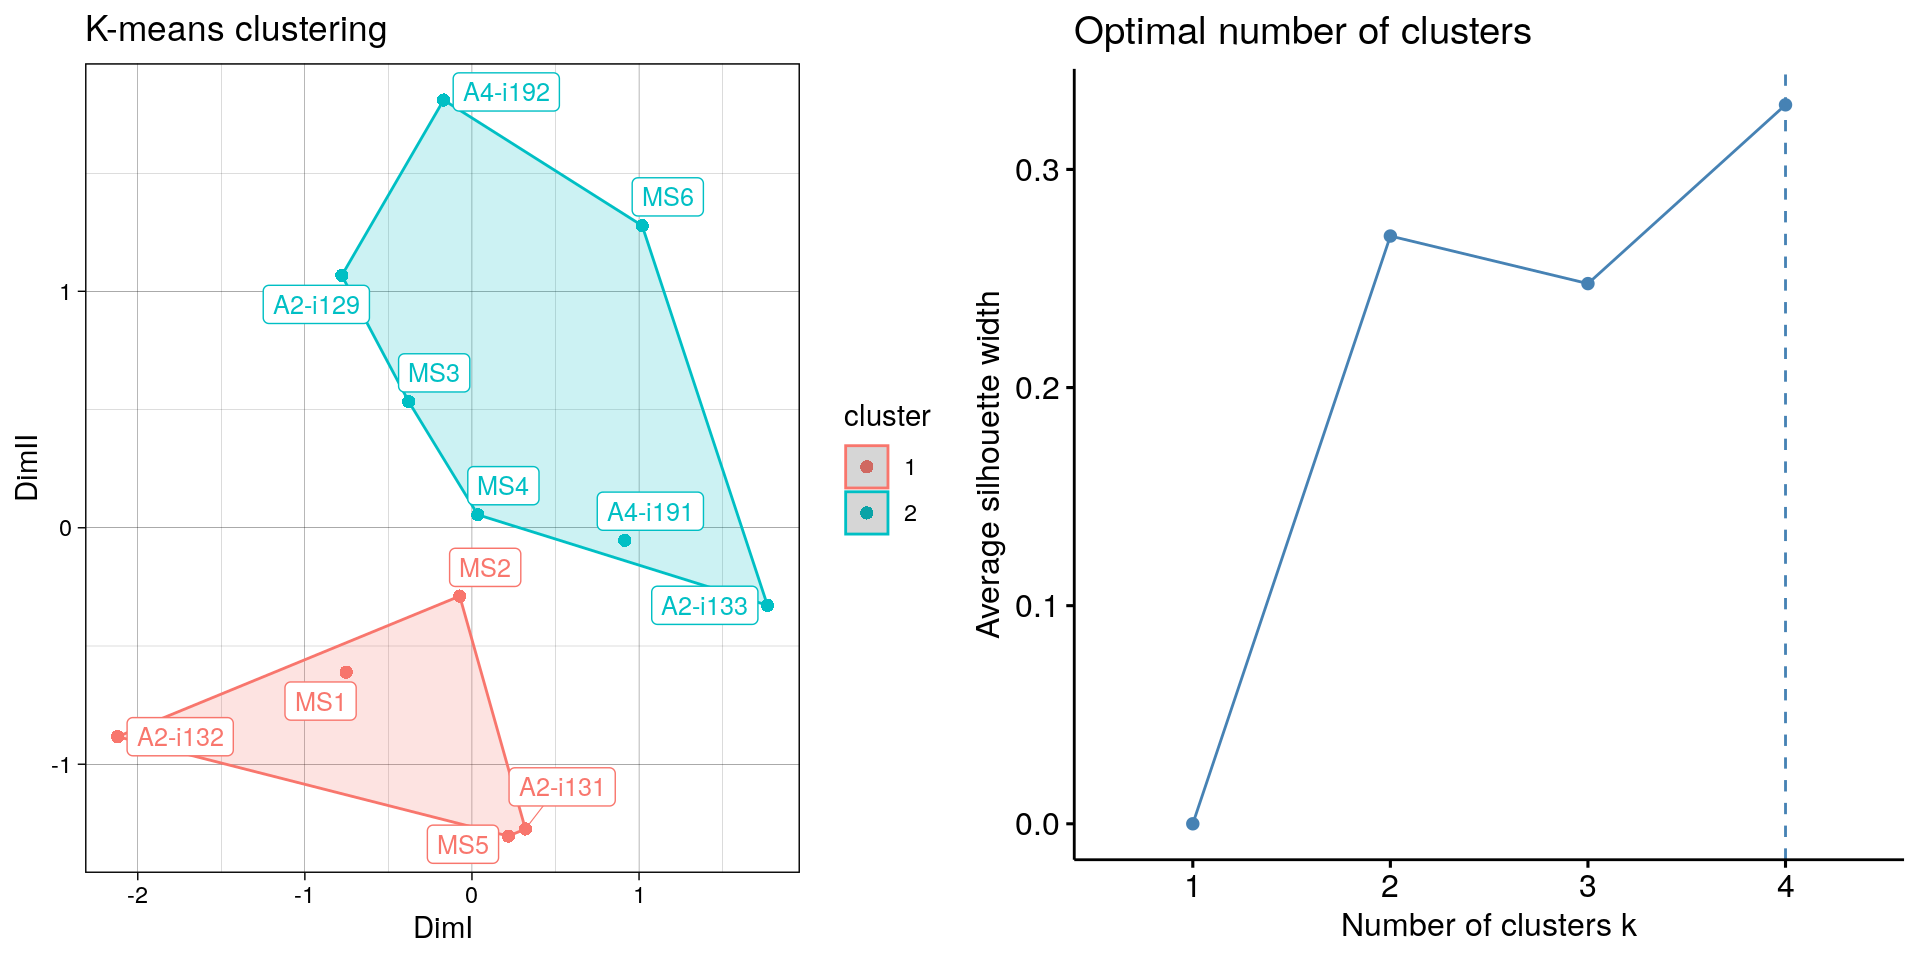 K-means clustering
A4-i192
MS6
A2-i129
MS3
MS4
A4-i191
MS2
A2-i133
MS1
A2-i132
A2-i131
MS5
1
0
-1
-2
-1
0
1
DimI
DimII
cluster
1
2
Optimal number of clusters
0.3
0.2
0.1
0.0
Average silhouette width
1
2
3
4
Number of clusters k